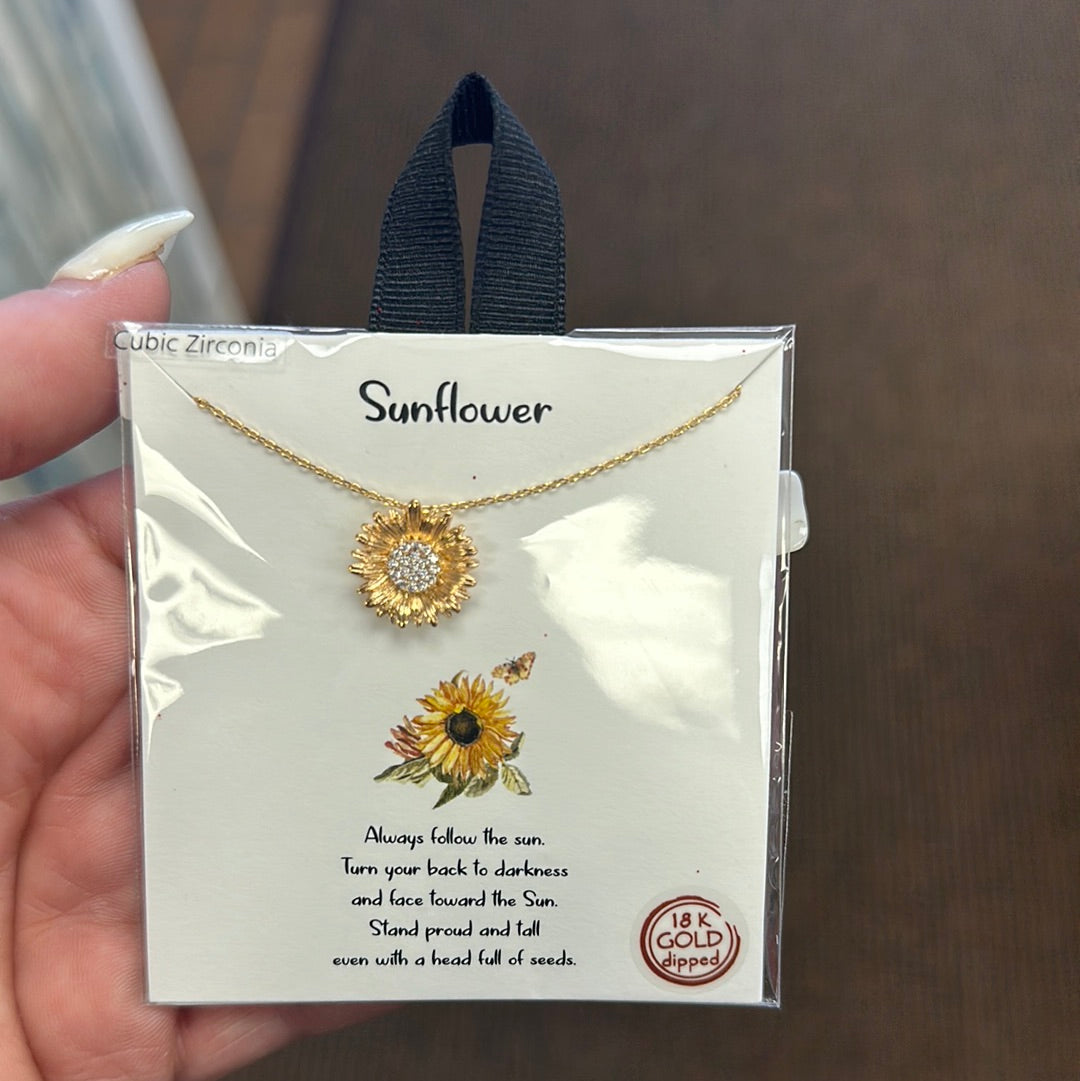 Cubic Zirconia
Sunflower
Always follow the sun.
Turn your back to darkness
and face toward the Sun.
Stand proud and tall
even with a head full of seeds.
18 K
GOLD
dipped